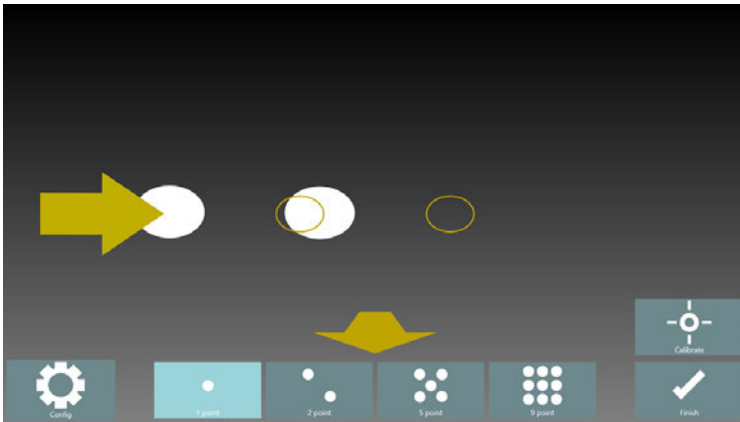 Calibrate
Config
1 point
2 point
5 point
9 point
Finish